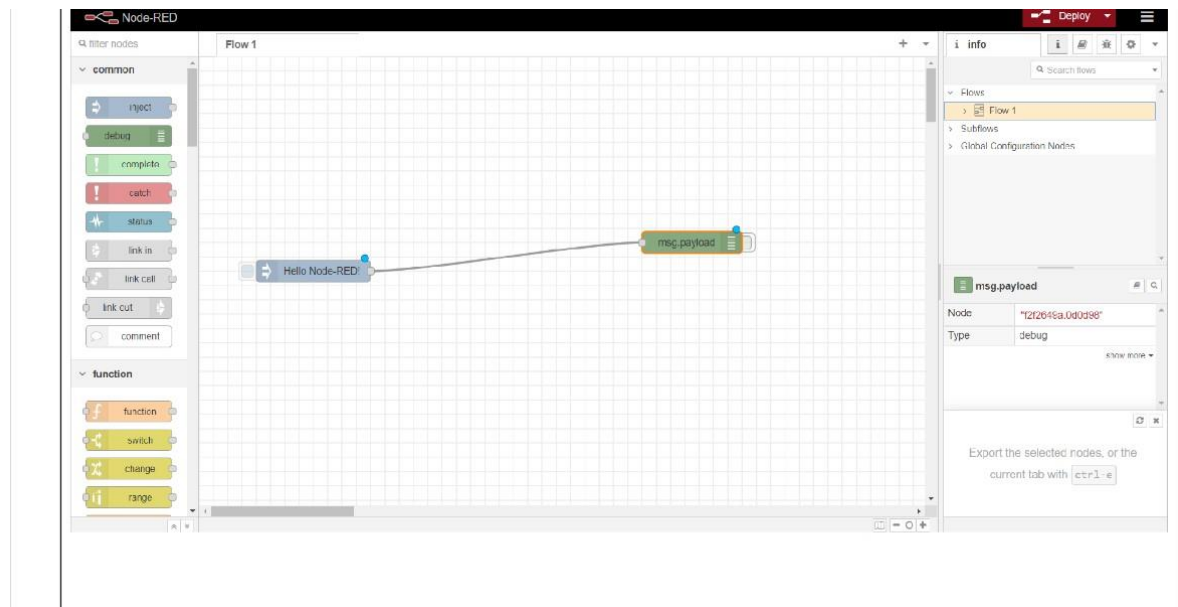 Node-RED
Deploy
filter nodes
Flow 1
i info
i
Search flows
common
inject
debug
complete
catch
status
link in
link call
link out
comment
function
function
switch
change
range
Hello Node-RED!
msg.payload
Flows
Flow 1
Subflows
Global Configuration Nodes
msg.payload
Node
"f2f2649a.0d0d98"
Type
debug
show more
Export the selected nodes, or the
current tab with ctrl-e